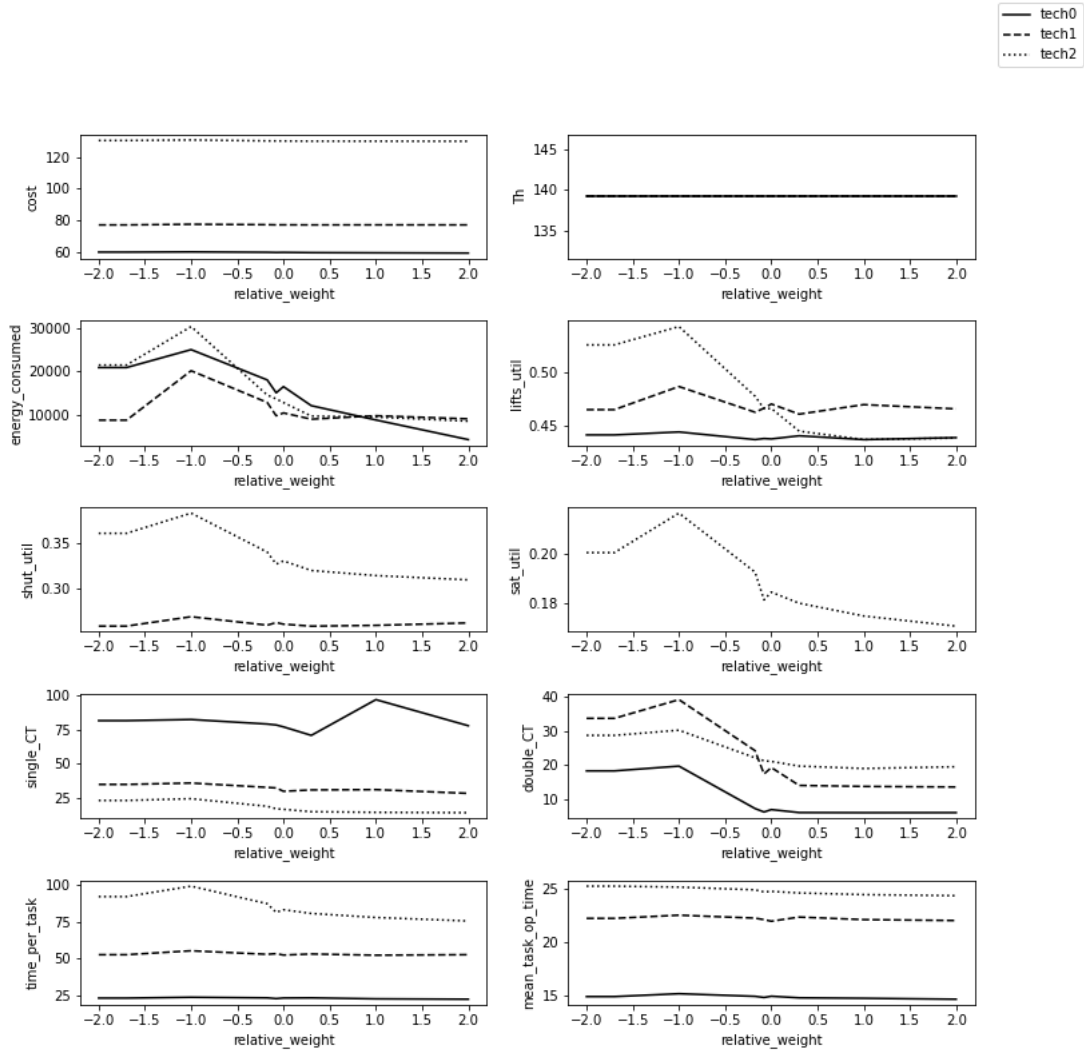 tech0
tech1
tech2
cost
120
100
80
60
−2.0 −1.5 −1.0 −0.5 0.0 0.5 1.0 1.5 2.0
relative_weight
Th
145
140
135
−2.0 −1.5 −1.0 −0.5 0.0 0.5 1.0 1.5 2.0
relative_weight
energy_consumed
30000
20000
10000
−2.0 −1.5 −1.0 −0.5 0.0 0.5 1.0 1.5 2.0
relative_weight
lifts_util
0.50
0.45
−2.0 −1.5 −1.0 −0.5 0.0 0.5 1.0 1.5 2.0
relative_weight
shut_util
0.35
0.30
−2.0 −1.5 −1.0 −0.5 0.0 0.5 1.0 1.5 2.0
relative_weight
sat_util
0.20
0.18
−2.0 −1.5 −1.0 −0.5 0.0 0.5 1.0 1.5 2.0
relative_weight
single_CT
100
75
50
25
−2.0 −1.5 −1.0 −0.5 0.0 0.5 1.0 1.5 2.0
relative_weight
double_CT
40
30
20
10
−2.0 −1.5 −1.0 −0.5 0.0 0.5 1.0 1.5 2.0
relative_weight
time_per_task
100
75
50
25
−2.0 −1.5 −1.0 −0.5 0.0 0.5 1.0 1.5 2.0
relative_weight
mean_task_op_time
25
20
15
−2.0 −1.5 −1.0 −0.5 0.0 0.5 1.0 1.5 2.0
relative_weight